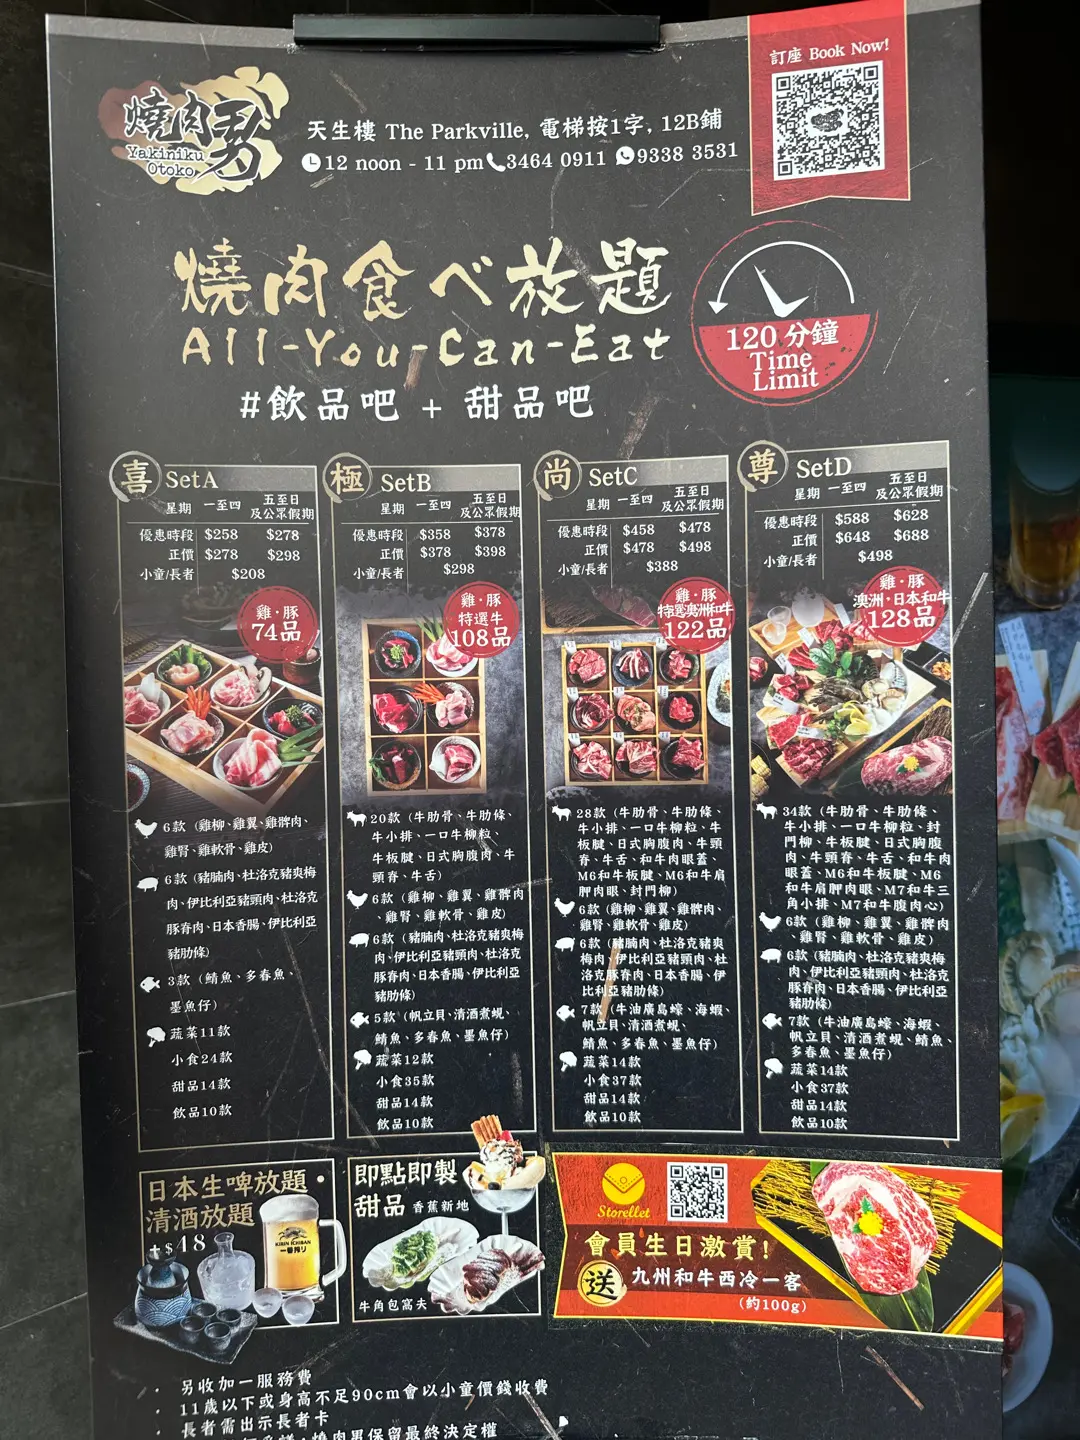 訂座 Book Now!
燒肉男
Yakiniku
Otoko
天生樓 The Parkville, 電梯按1字, 12B鋪
12 noon - 11 pm 3464 0911 9338 3531
燒肉食べ放題
All-You-Can-Eat
#飲品吧 + 甜品吧
120分鐘
Time
Limit
喜 SetA
星期 一至四 五至日及公眾假期
優惠時段 $258 $278
正價 $278 $298
小童/長者 $208
雞・豚
74品
6款 (雞柳、雞翼、雞髀肉、
雞腎、雞軟骨、雞皮)
6款 (豬腩肉、杜洛克豬爽梅
肉、伊比利亞豬頸肉、杜洛克
豚脊肉、日本香腸、伊比利亞
豬肋條)
3款 (鯖魚、多春魚、
墨魚仔)
蔬菜11款
小食24款
甜品14款
飲品10款
極 SetB
星期 一至四 五至日及公眾假期
優惠時段 $358 $378
正價 $378 $398
小童/長者 $298
雞・豚
特選牛
108品
20款 (牛肋骨、牛肋條、
牛小排、一口牛柳粒、
牛板腱、日式胸腹肉、牛
頸脊、牛舌)
6款 (雞柳、雞翼、雞髀肉
、雞腎、雞軟骨、雞皮)
6款 (豬腩肉、杜洛克豬爽梅
肉、伊比利亞豬頸肉、杜洛克
豚脊肉、日本香腸、伊比利亞
豬肋條)
5款 (帆立貝、清酒煮蜆、
鯖魚、多春魚、墨魚仔)
蔬菜12款
小食35款
甜品14款
飲品10款
尚 SetC
星期 一至四 五至日及公眾假期
優惠時段 $458 $478
正價 $478 $498
小童/長者 $388
雞・豚
特選澳洲和牛
122品
28款 (牛肋骨、牛肋條、
牛小排、一口牛柳粒、牛
板腱、日式胸腹肉、牛頸
脊、牛舌、和牛肉眼蓋、
M6和牛板腱、M6和牛肩
胛肉眼、封門柳)
6款 (雞柳、雞翼、雞髀肉、
雞腎、雞軟骨、雞皮)
6款 (豬腩肉、杜洛克豬爽
梅肉、伊比利亞豬頸肉、杜
洛克豚脊肉、日本香腸、伊
比利亞豬肋條)
7款 (牛油廣島蠔、海蝦、
帆立貝、清酒煮蜆、
鯖魚、多春魚、墨魚仔)
蔬菜14款
小食37款
甜品14款
飲品10款
尊 SetD
星期 一至四 五至日及公眾假期
優惠時段 $588 $628
正價 $648 $688
小童/長者 $498
雞・豚
澳洲・日本和牛
128品
34款 (牛肋骨、牛肋條、
牛小排、一口牛柳粒、封
門柳、牛板腱、日式胸腹
肉、牛頸脊、牛舌、和牛肉
眼蓋、M6和牛板腱、M6
和牛肩胛肉眼、M7和牛三
角小排、M7和牛腹肉心)
6款 (雞柳、雞翼、雞髀肉
、雞腎、雞軟骨、雞皮)
6款 (豬腩肉、杜洛克豬爽梅
肉、伊比利亞豬頸肉、杜洛克
豚脊肉、日本香腸、伊比利亞
豬肋條)
7款 (牛油廣島蠔、海蝦、
帆立貝、清酒煮蜆、鯖魚、
多春魚、墨魚仔)
蔬菜14款
小食37款
甜品14款
飲品10款
日本生啤放題・
清酒放題
+$48
KIRIN ICHIBAN
一番搾り
即點即製
甜品 香蕉新地
牛角包窩夫
Storellet
會員生日激賞!
送 九州和牛西冷一客
(約100g)
· 另收加一服務費
· 11歲以下或身高不足90cm會以小童價錢收費
· 長者需出示長者卡
燒肉男保留最終決定權